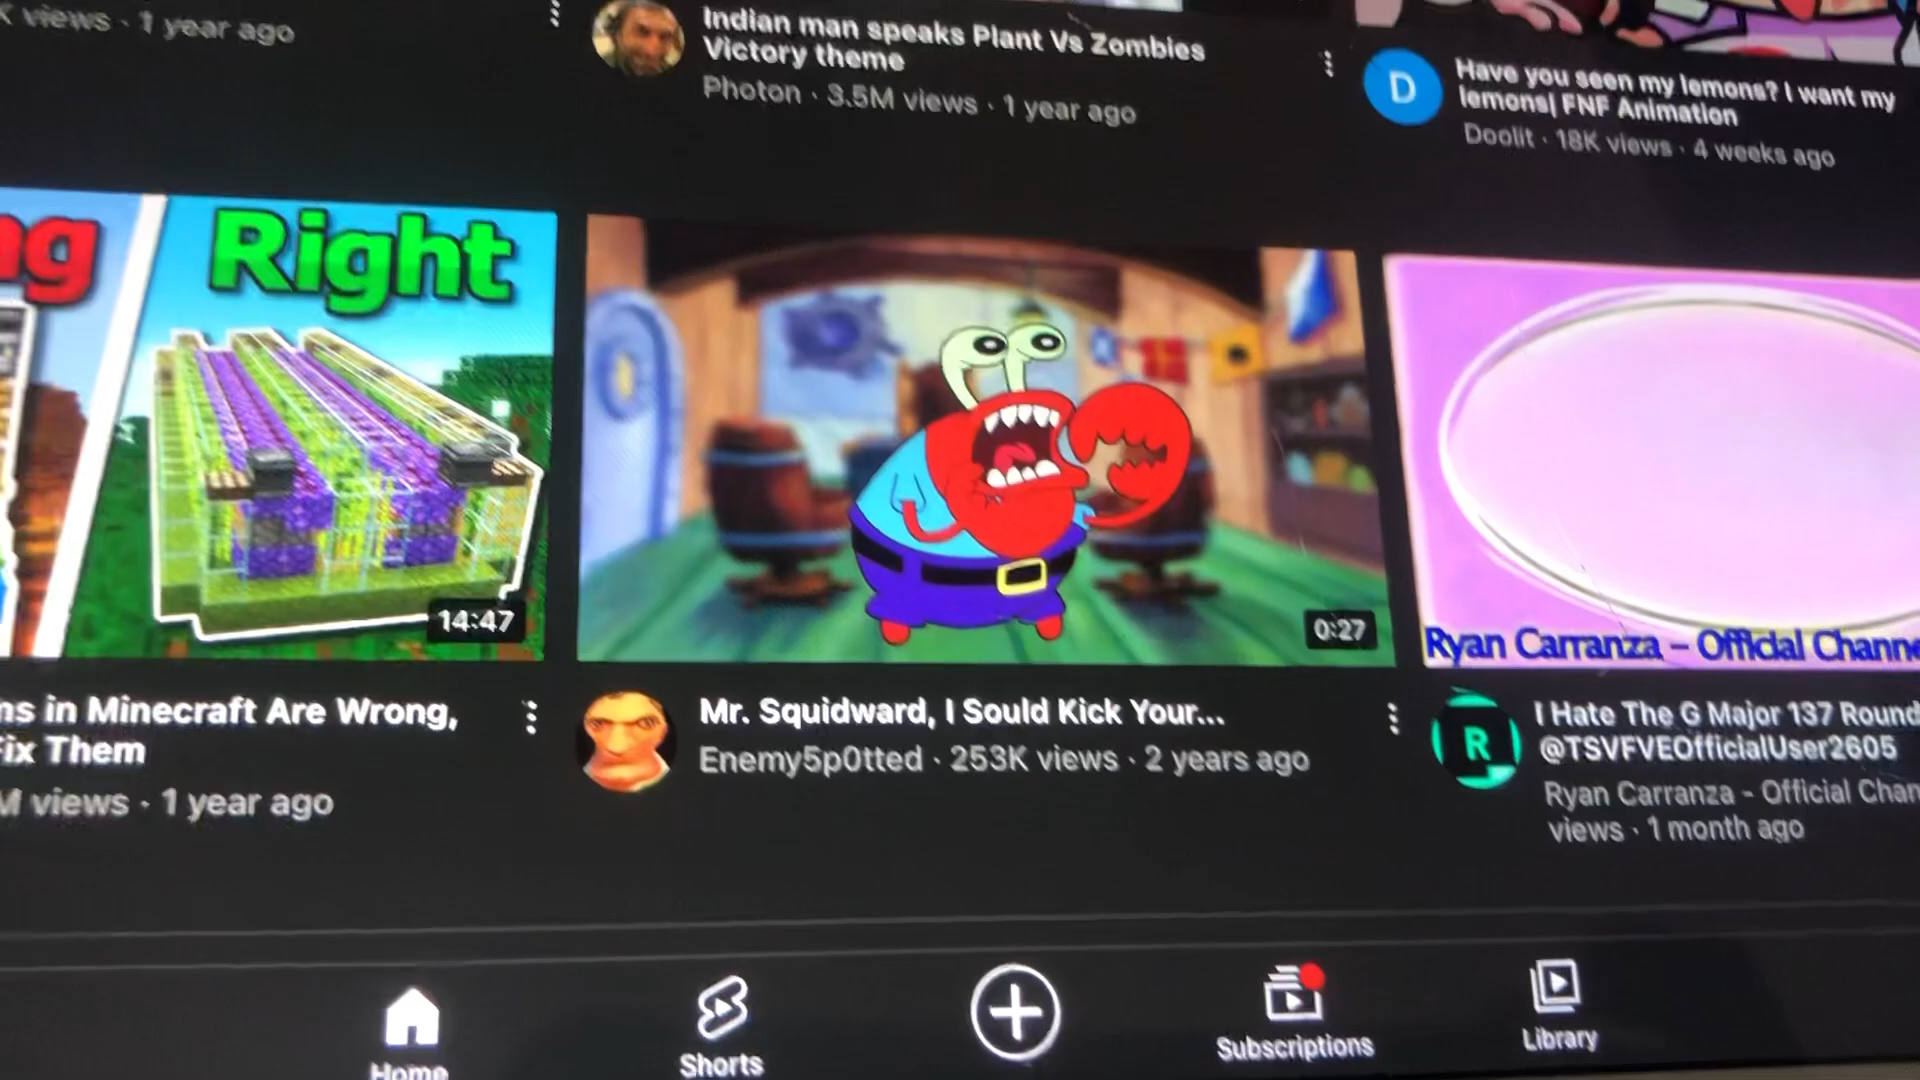 views · 1 year ago
Indian man speaks Plant Vs Zombies
Victory theme
Photon · 3.5M views · 1 year ago
D
Have you seen my lemons? I want my
lemons| FNF Animation
Doolit · 18K views · 4 weeks ago
Right
14:47
in Minecraft Are Wrong,
Fix Them
M views · 1 year ago
0:27
Mr. Squidward, I Sould Kick Your...
Enemy5p0tted · 253K views · 2 years ago
Ryan Carranza – Official
R
I Hate The G Major 137 Round
@TSVFVEOfficialUser2605
Ryan Carranza - Official
views · 1 month ago
Home
Shorts
Subscriptions
Library